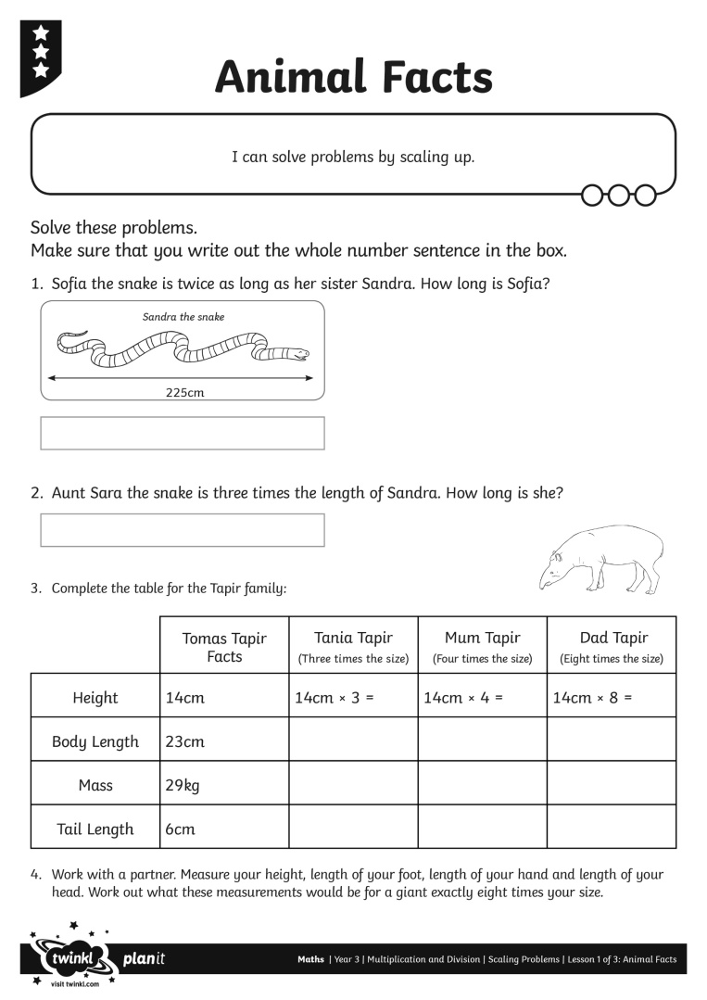 Animal Facts
I can solve problems by scaling up.
Solve these problems.
Make sure that you write out the whole number sentence in the box.
1. Sofia the snake is twice as long as her sister Sandra. How long is Sofia?
Sandra the snake
225cm
2. Aunt Sara the snake is three times the length of Sandra. How long is she?
3. Complete the table for the Tapir family:
Tomas Tapir Facts
Tania Tapir
(Three times the size)
Mum Tapir
(Four times the size)
Dad Tapir
(Eight times the size)
Height 14cm 14cm × 3 = 14cm × 4 = 14cm × 8 =
Body Length 23cm
Mass 29kg
Tail Length 6cm
4. Work with a partner. Measure your height, length of your foot, length of your hand and length of your
head. Work out what these measurements would be for a giant exactly eight times your size.
twinkl planit
visit twinkl.com
Maths | Year 3 | Multiplication and Division | Scaling Problems | Lesson 1 of 3: Animal Facts